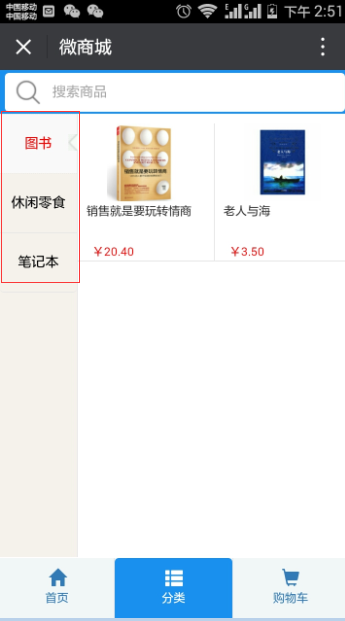 中国移动
中国移动
E G 下午 2:51
微商城
搜索商品
图书
休闲零食
笔记本
销售就是要玩转情商
¥20.40
老人与海
¥3.50
首页
分类
购物车